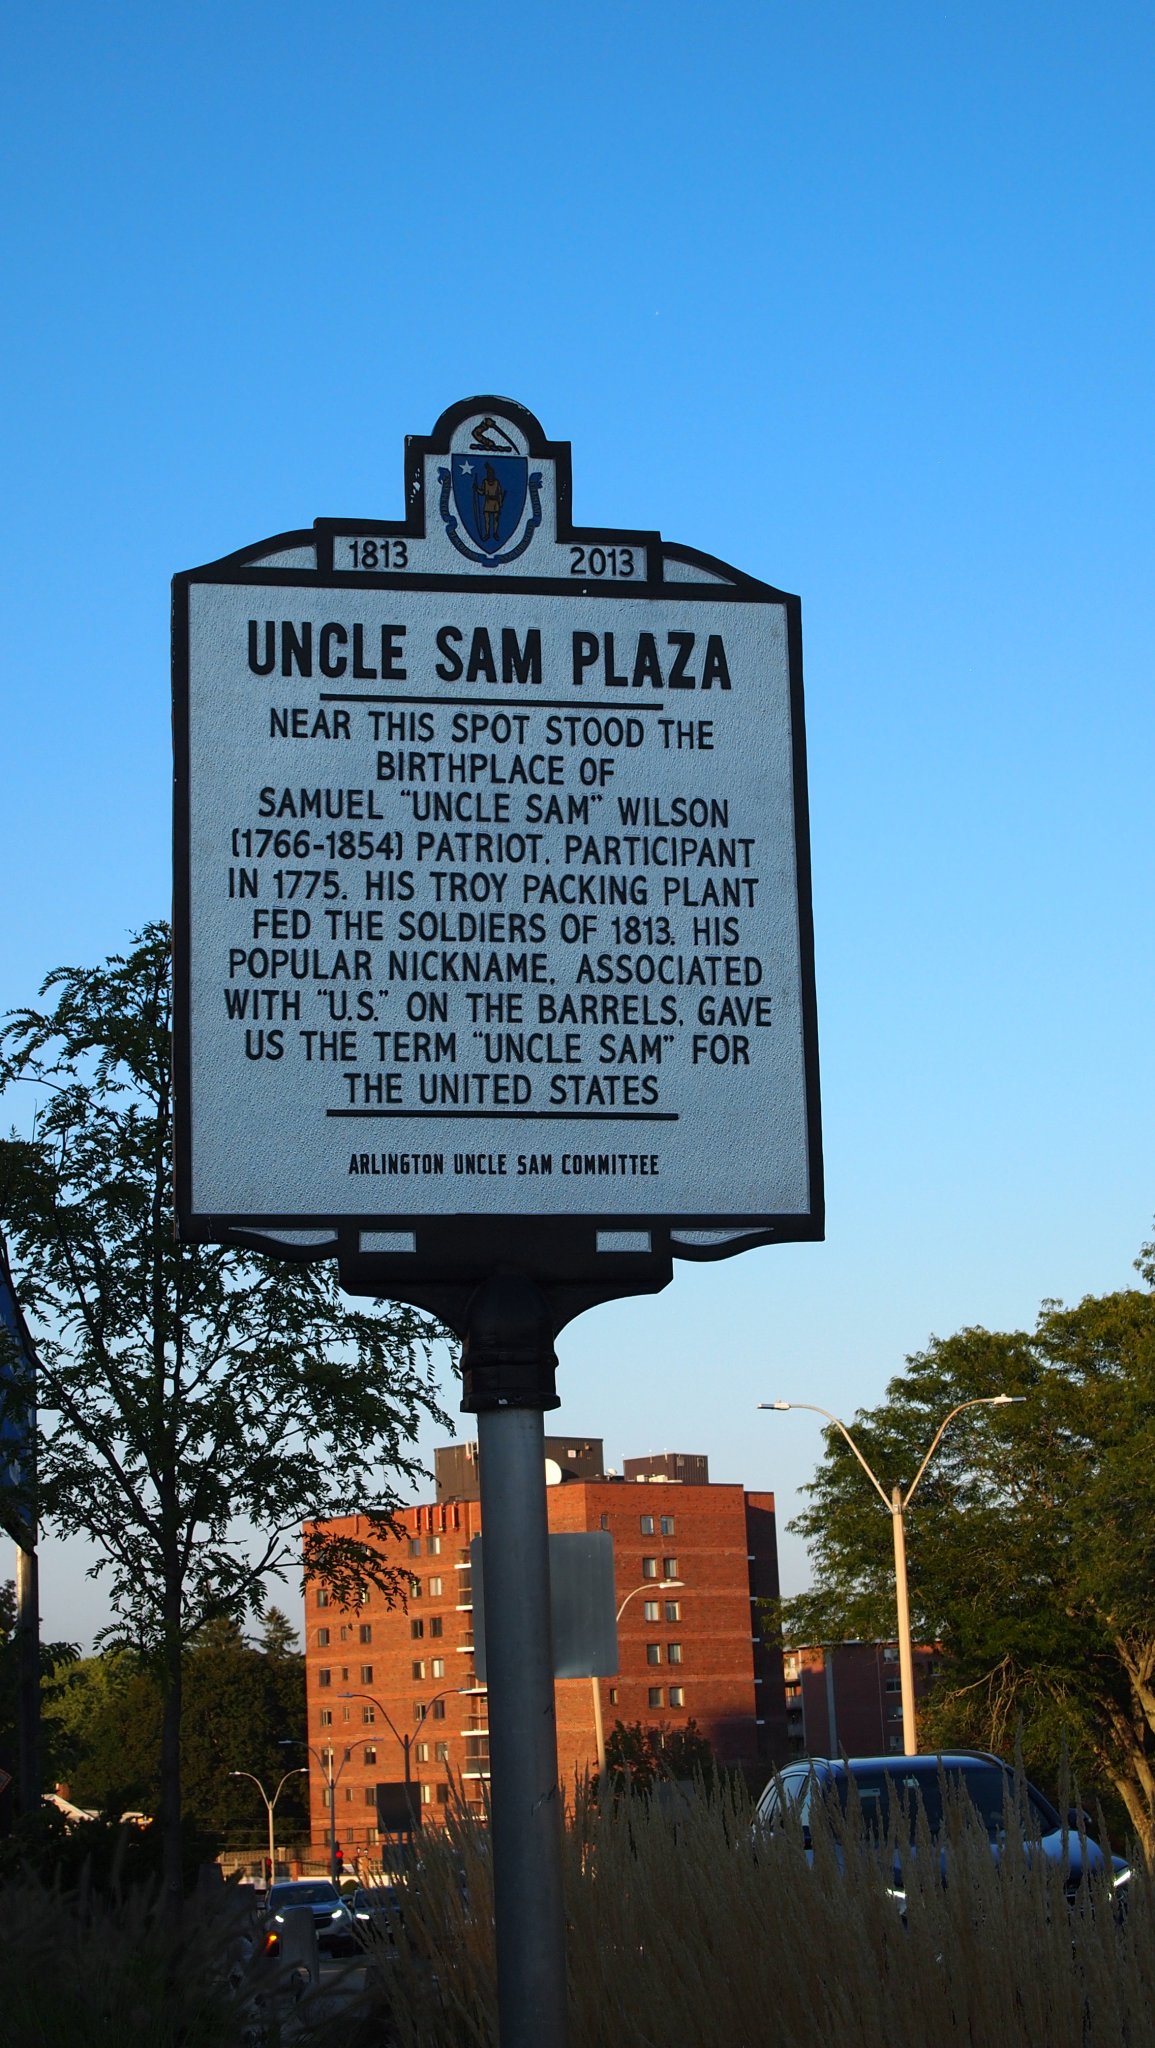 1813 2013
UNCLE SAM PLAZA
NEAR THIS SPOT STOOD THE
BIRTHPLACE OF
SAMUEL "UNCLE SAM" WILSON
(1766-1854) PATRIOT, PARTICIPANT
IN 1775. HIS TROY PACKING PLANT
FED THE SOLDIERS OF 1813. HIS
POPULAR NICKNAME, ASSOCIATED
WITH "U.S." ON THE BARRELS, GAVE
US THE TERM "UNCLE SAM" FOR
THE UNITED STATES
ARLINGTON UNCLE SAM COMMITTEE